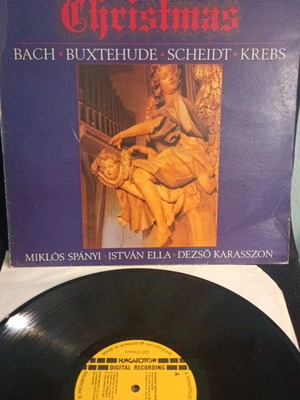 Christmas
BACH • BUXTEHUDE • SCHEIDT • KREBS
MIKLÓS SPÁNYI · ISTVÁN ELLA · DEZSŐ KARASSZON
HUNGAROTON
DIGITAL RECORDING
A